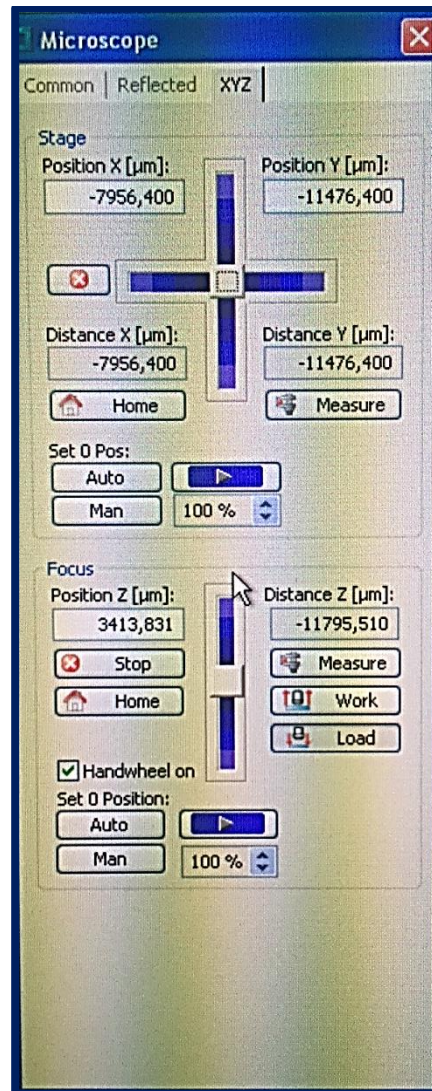 Microscope
Common | Reflected XYZ
Stage
Position X [µm]: Position Y [µm]:
-7956,400 -11476,400
Distance X [µm]: Distance Y [µm]:
-7956,400 -11476,400
Home Measure
Set 0 Pos:
Auto
Man 100 %
Focus
Position Z [µm]: Distance Z [µm]:
3413,831 -11795,510
Stop Measure
Home Work
Load
Handwheel on
Set 0 Position:
Auto
Man 100 %